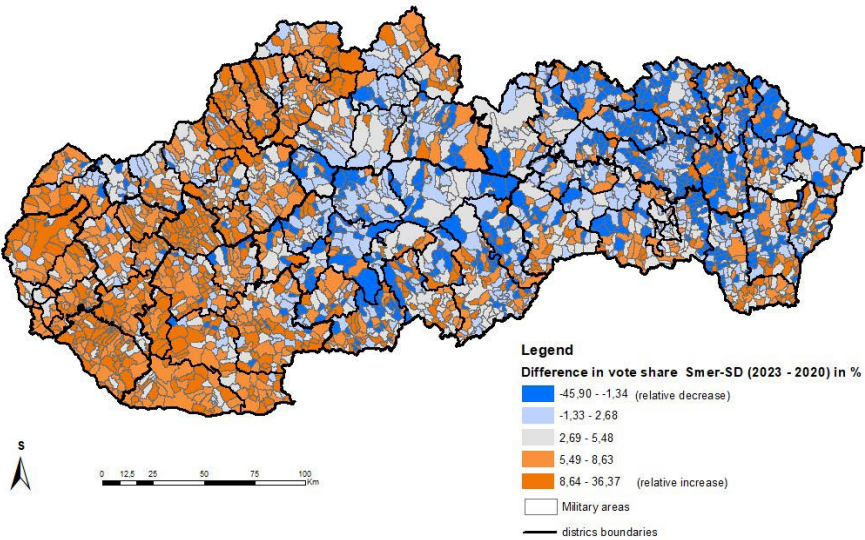 Legend
Difference in vote share Smer-SD (2023 - 2020) in %
-45,90 - -1,34 (relative decrease)
-1,33 - 2,68
2,69 - 5,48
5,49 - 8,63
8,64 - 36,37 (relative increase)
Military areas
districs boundaries
S
0 12,5 25 50 75 100
Km